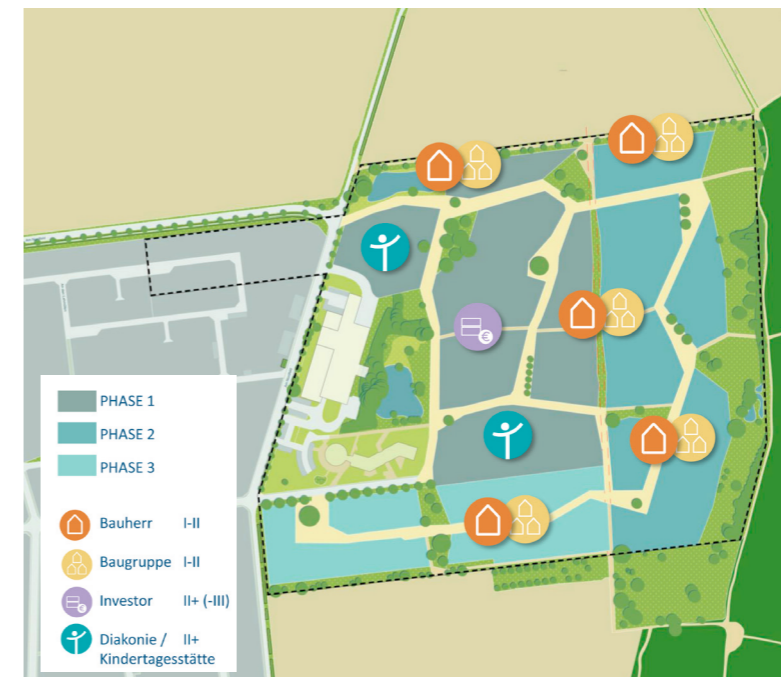 PHASE 1
PHASE 2
PHASE 3
Bauherr I-II
Baugruppe I-II
Investor II+ (-III)
Diakonie / II+
Kindertagesstätte